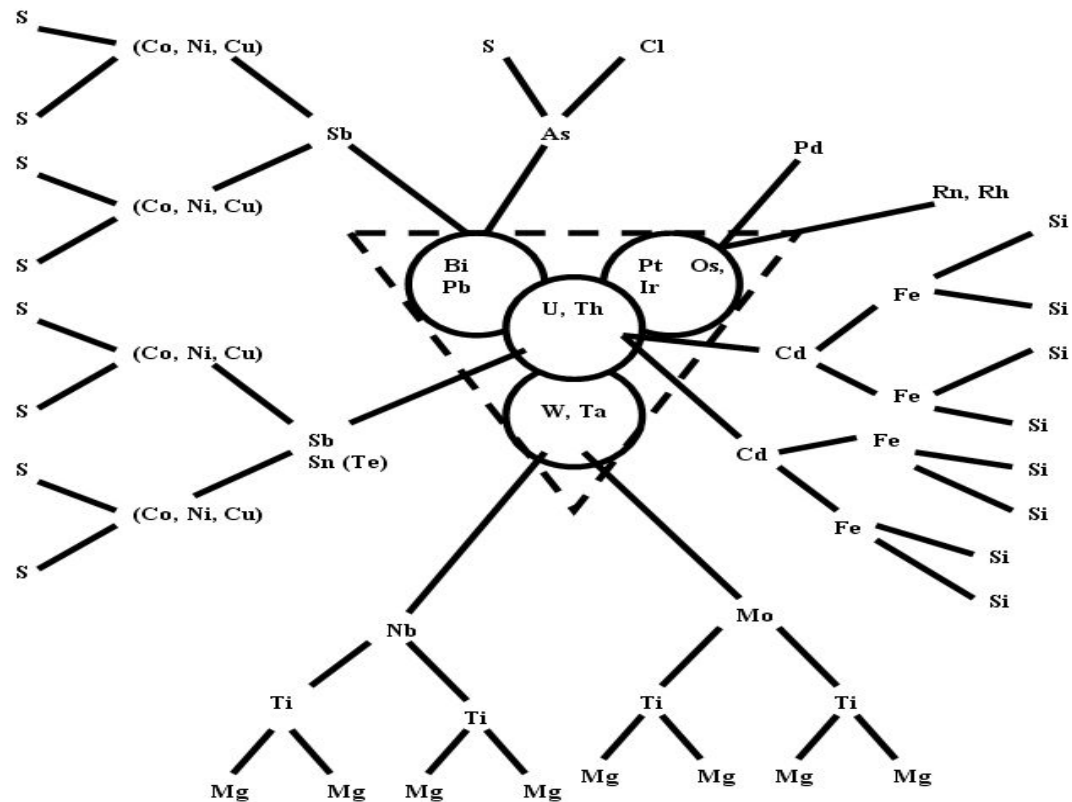 S
(Co, Ni, Cu)
S
Cl
S
Sb
As
Pd
S
Rn, Rh
(Co, Ni, Cu)
Si
S
Bi
Pb
Pt Os,
Ir
Fe
S
U, Th
Si
(Co, Ni, Cu)
Cd
Si
S
W, Ta
Fe
Si
Sb
Sn (Te)
Cd
Fe
Si
S
Si
(Co, Ni, Cu)
Fe
Si
S
Si
Nb
Mo
Ti
Ti
Ti
Ti
Mg
Mg
Mg
Mg
Mg
Mg
Mg
Mg